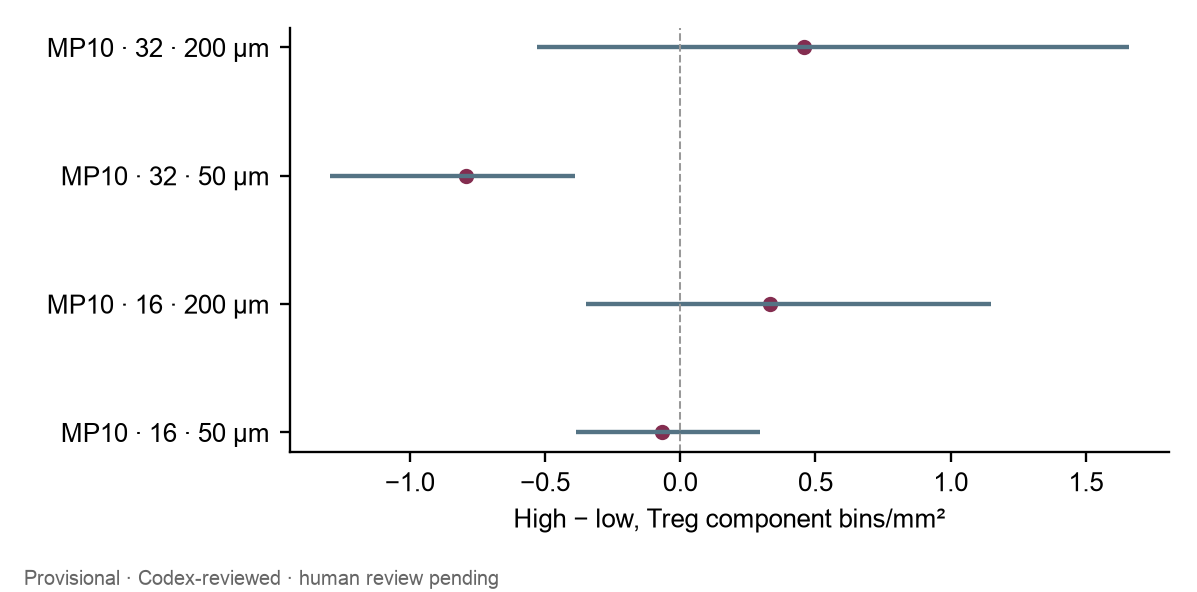 MP10 · 32 · 200 µm
MP10 · 32 · 50 µm
MP10 · 16 · 200 µm
MP10 · 16 · 50 µm
−1.0 −0.5 0.0 0.5 1.0 1.5
High − low, Treg component bins/mm²
Provisional · Codex-reviewed · human review pending